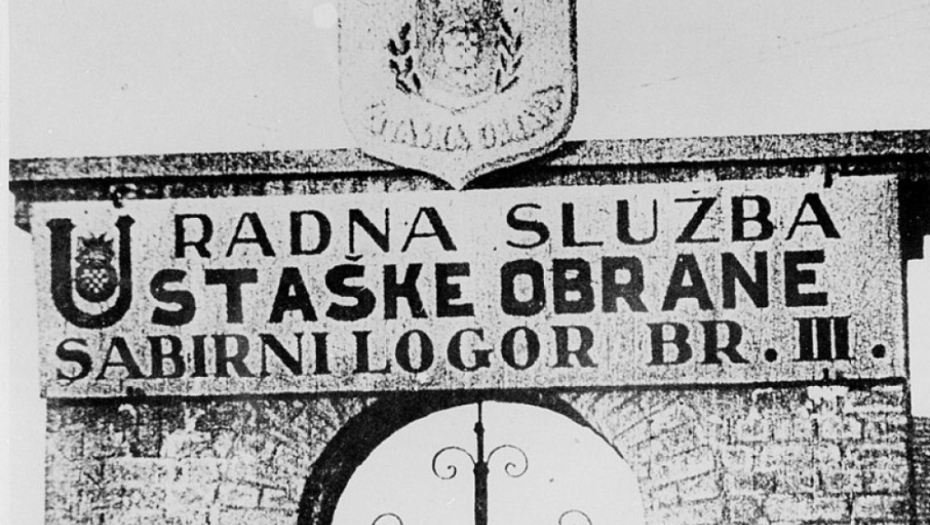 RADNA SLUŽBA
USTAŠKE OBRANE
SABIRNI LOGOR BR. III.